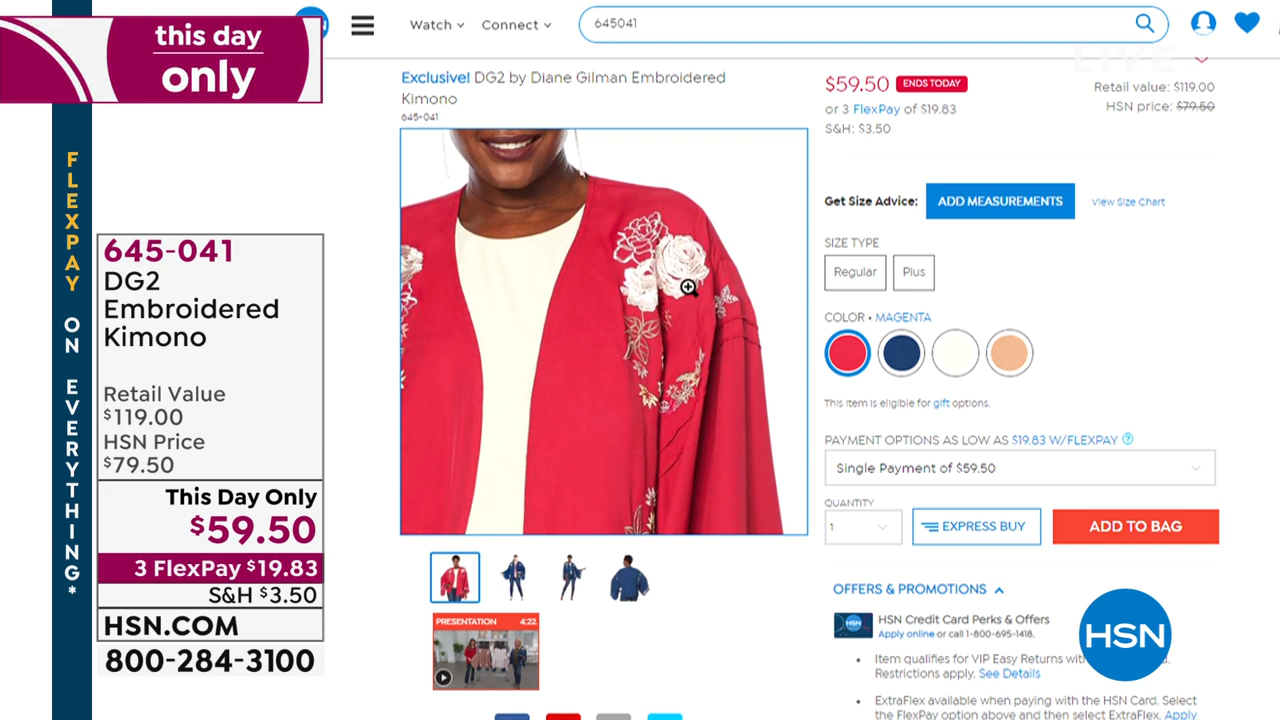 this day
only
FLEXPAY ON EVERYTHING*
645-041
DG2
Embroidered
Kimono
Retail Value
$119.00
HSN Price
$79.50
This Day Only
$59.50
3 FlexPay $19.83
S&H $3.50
HSN.COM
800-284-3100
Watch
Connect
645041
LIVE
Exclusive! DG2 by Diane Gilman Embroidered
Kimono
645-041
PRESENTATION 4:22
$59.50 ENDS TODAY
or 3 FlexPay of $19.83
S&H: $3.50
Retail value: $119.00
HSN price: $79.50
Get Size Advice: ADD MEASUREMENTS View Size Chart
SIZE TYPE
Regular Plus
COLOR • MAGENTA
This item is eligible for gift options.
PAYMENT OPTIONS AS LOW AS $19.83 W/FLEXPAY ?
Single Payment of $59.50
QUANTITY
1 EXPRESS BUY ADD TO BAG
OFFERS & PROMOTIONS
HSN HSN Credit Card Perks & Offers
Apply online or call 1-800-695-1418.
• Item qualifies for VIP Easy Returns
Restrictions apply. See Details
• ExtraFlex available when paying with the HSN Card. Select
the FlexPay option above and then select ExtraFlex. Apply
HSN